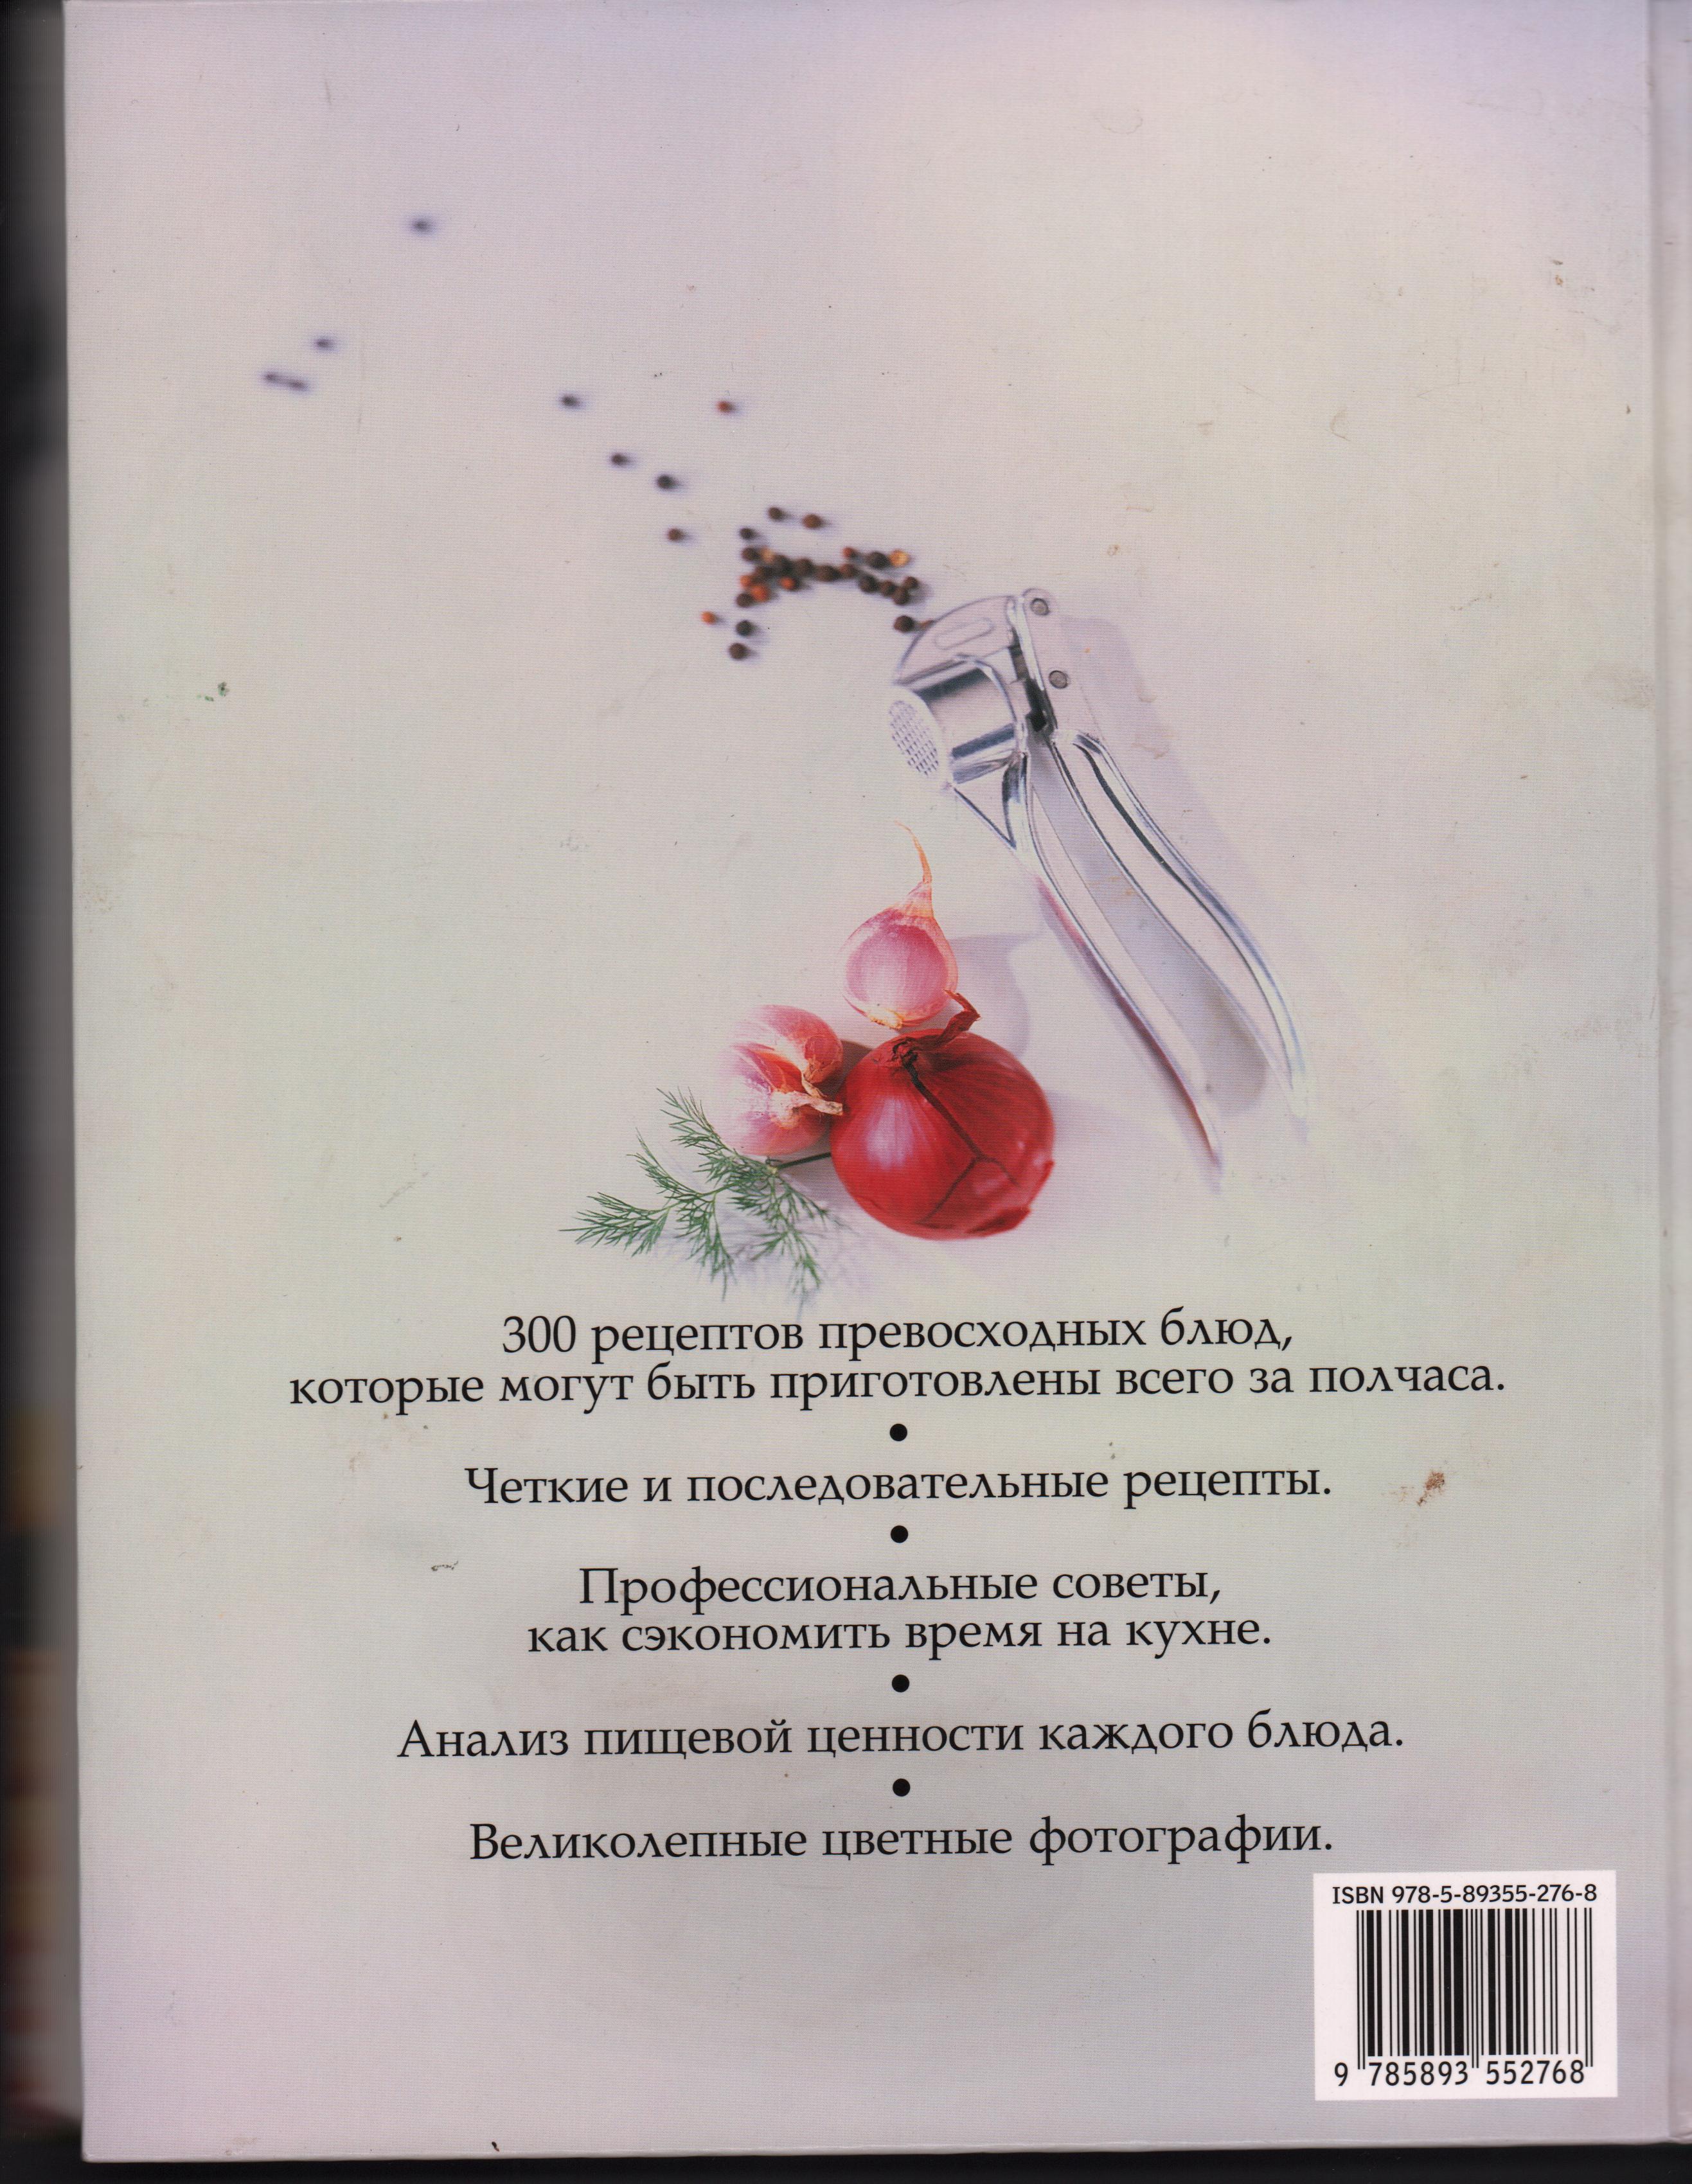 300 рецептов превосходных блюд,
которые могут быть приготовлены всего за полчаса.
•
Четкие и последовательные рецепты.
•
Профессиональные советы,
как сэкономить время на кухне.
•
Анализ пищевой ценности каждого блюда.
•
Великолепные цветные фотографии.
ISBN 978-5-89355-276-8
9 785893 552768